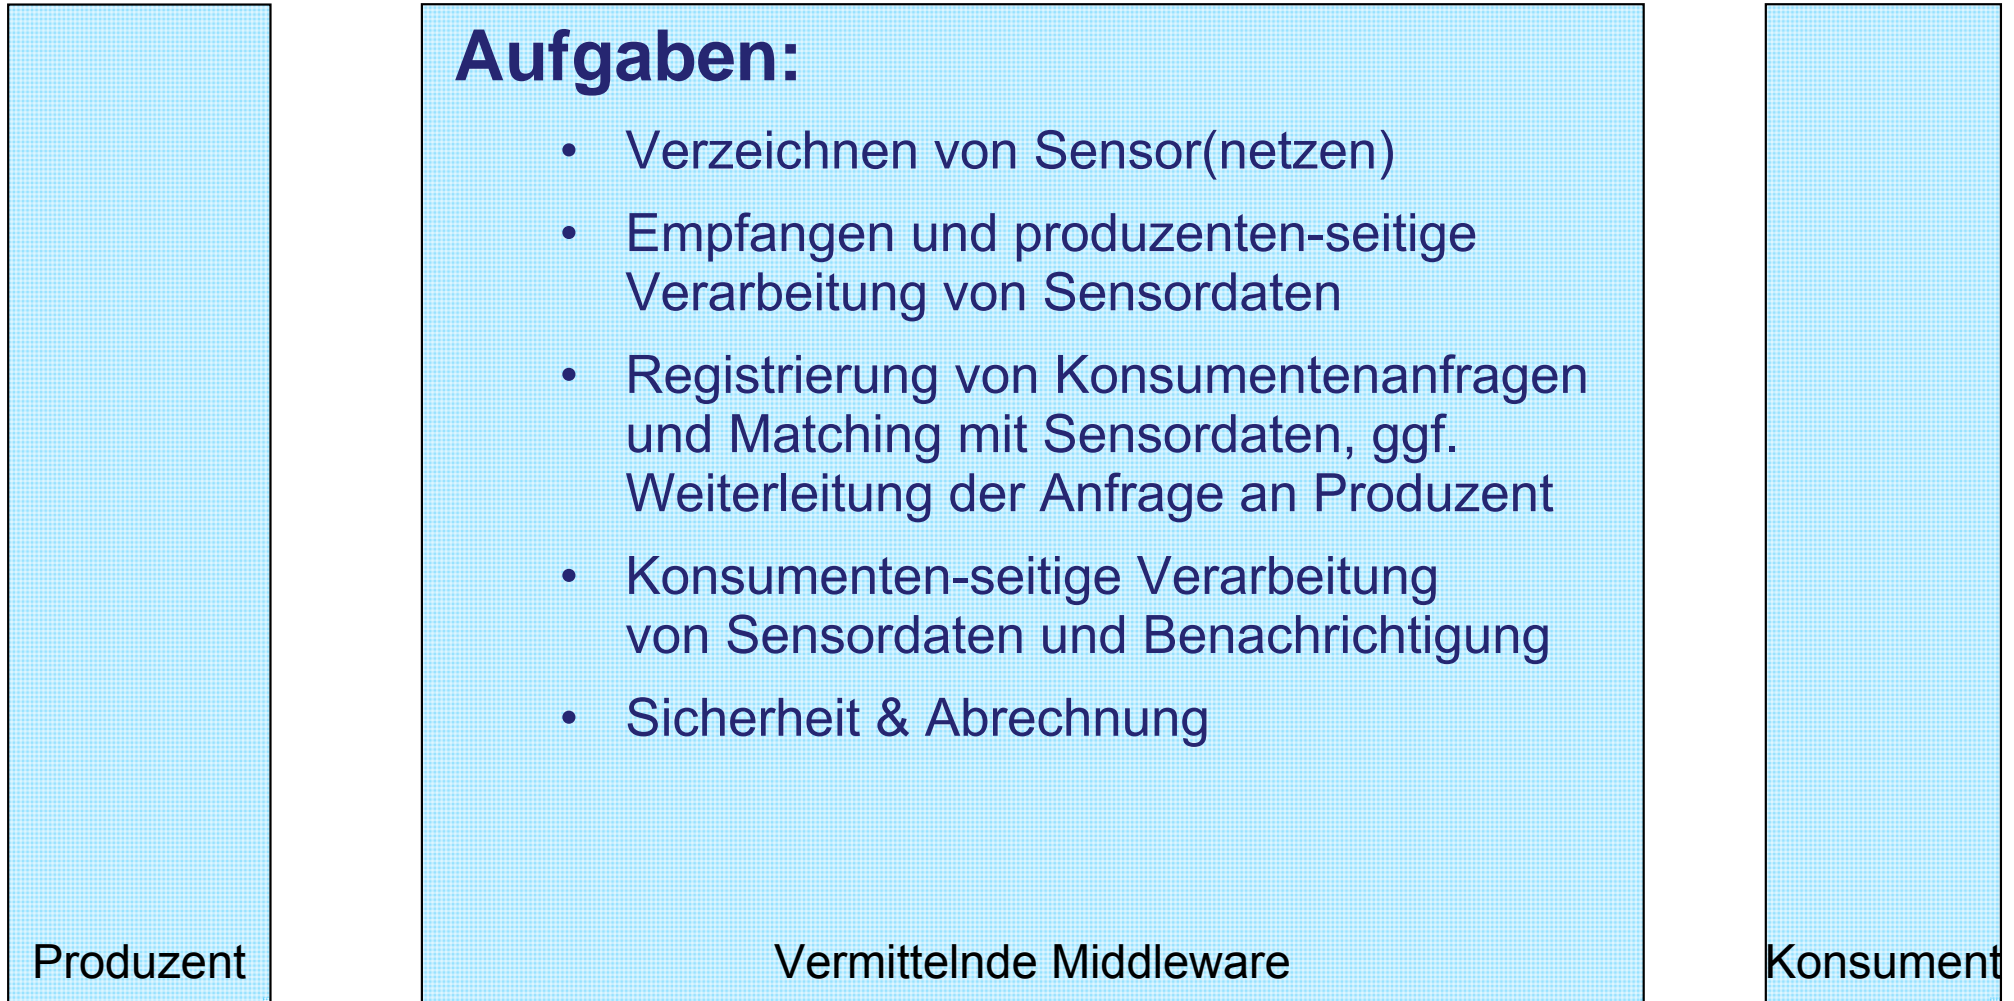 Aufgaben:
• Verzeichnen von Sensor(netzen)
• Empfangen und produzenten-seitige
Verarbeitung von Sensordaten
• Registrierung von Konsumentenanfragen
und Matching mit Sensordaten, ggf.
Weiterleitung der Anfrage an Produzent
• Konsumenten-seitige Verarbeitung
von Sensordaten und Benachrichtigung
• Sicherheit & Abrechnung
Produzent
Vermittelnde Middleware
Konsument